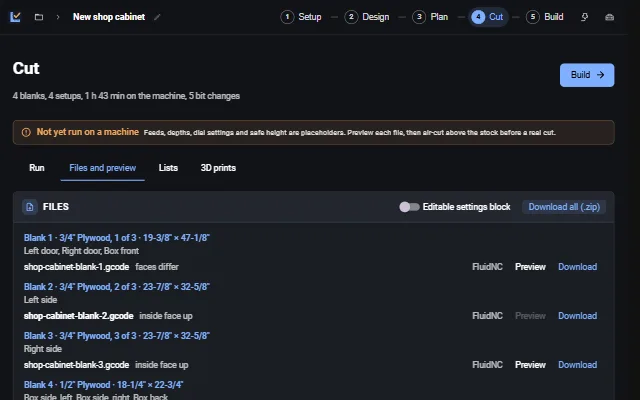 New shop cabinet
1 Setup
2 Design
3 Plan
4 Cut
5 Build
Cut
4 blanks, 4 setups, 1 h 43 min on the machine, 5 bit changes
Build →
Not yet run on a machine Feeds, depths, dial settings and safe height are placeholders. Preview each file, then air-cut above the stock before a real cut.
Run
Files and preview
Lists
3D prints
FILES
Editable settings block
Download all (.zip)
Blank 1 · 3/4" Plywood, 1 of 3 · 19-3/8" × 47-1/8"
Left door, Right door, Box front
shop-cabinet-blank-1.gcode faces differ FluidNC Preview Download
Blank 2 · 3/4" Plywood, 2 of 3 · 23-7/8" × 32-5/8"
Left side
shop-cabinet-blank-2.gcode inside face up FluidNC Preview Download
Blank 3 · 3/4" Plywood, 3 of 3 · 23-7/8" × 32-5/8"
Right side
shop-cabinet-blank-3.gcode inside face up FluidNC Preview Download
Blank 4 · 1/2" Plywood · 18-1/4" × 22-3/4"
Box side, left, Box side, right, Box back